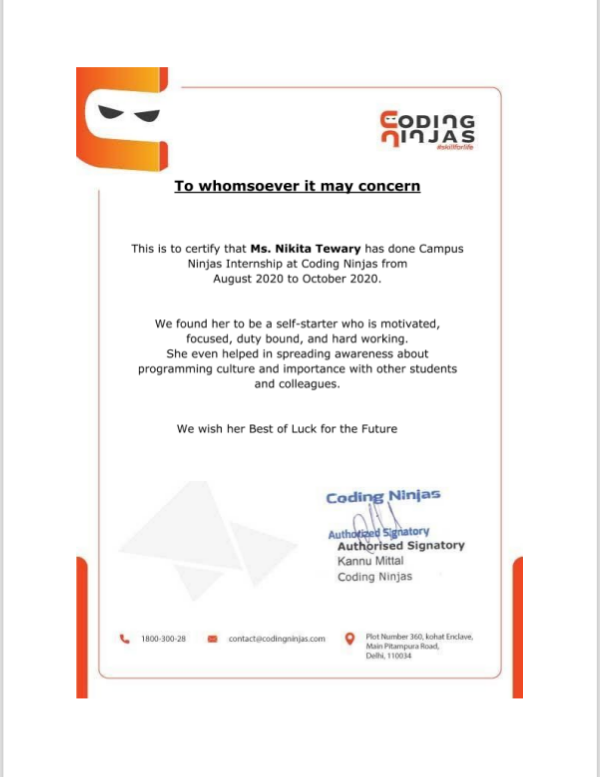 CODING
NINJAS
#skillforlife
To whomsoever it may concern
This is to certify that Ms. Nikita Tewary has done Campus
Ninjas Internship at Coding Ninjas from
August 2020 to October 2020.
We found her to be a self-starter who is motivated,
focused, duty bound, and hard working.
She even helped in spreading awareness about
programming culture and importance with other students
and colleagues.
We wish her Best of Luck for the Future
Coding Ninjas
Authorized Signatory
Authorised Signatory
Kannu Mittal
Coding Ninjas
1800-300-28
contact@codingninjas.com
Plot Number 360, kohat Enclave,
Main Pitampura Road,
Delhi, 110034